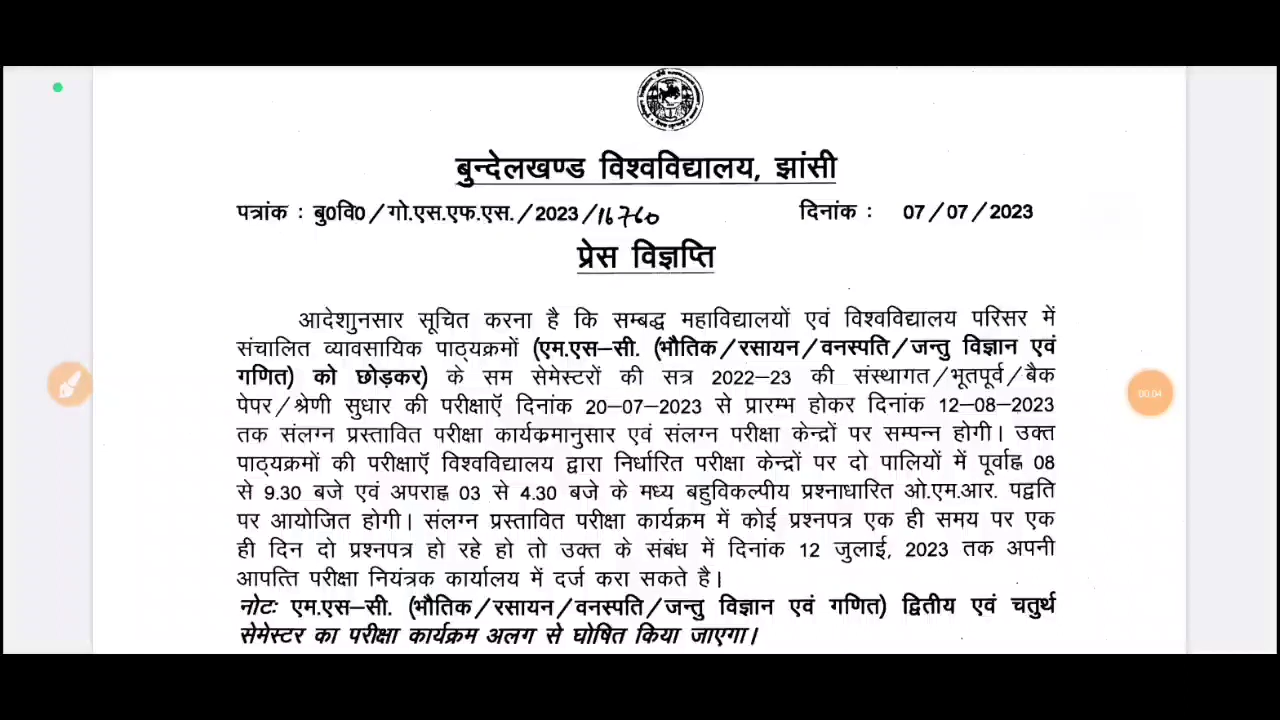 बुन्देलखण्ड विश्वविद्यालय, झांसी
पत्रांक : बु0वि0/गो.एस.एफ.एस./2023/16760 दिनांक : 07/07/2023
प्रेस विज्ञप्ति
आदेशाुनसार सूचित करना है कि सम्बद्ध महाविद्यालयों एवं विश्वविद्यालय परिसर में
संचालित व्यावसायिक पाठ्यक्रमों (एम.एस–सी. (भौतिक/रसायन/वनस्पति/जन्तु विज्ञान एवं
गणित) को छोड़कर) के सम सेमेस्टरों की सत्र 2022–23 की संस्थागत/भूतपूर्व/बैक
पेपर/श्रेणी सुधार की परीक्षाऍ दिनांक 20–07–2023 से प्रारम्भ होकर दिनांक 12–08–2023
तक संलग्न प्रस्तावित परीक्षा कार्यक्रमानुसार एवं संलग्न परीक्षा केन्द्रों पर सम्पन्न होगी। उक्त
पाठ्यक्रमों की परीक्षाऍ विश्वविद्यालय द्वारा निर्धारित परीक्षा केन्द्रों पर दो पालियों में पूर्वाह्न 08
से 9.30 बजे एवं अपराह्न 03 से 4.30 बजे के मध्य बहुविकल्पीय प्रश्नाधारित ओ.एम.आर. पद्वति
पर आयोजित होगी। संलग्न प्रस्तावित परीक्षा कार्यक्रम में कोई प्रश्नपत्र एक ही समय पर एक
ही दिन दो प्रश्नपत्र हो रहे हो तो उक्त के संबंध में दिनांक 12 जुलाई, 2023 तक अपनी
आपत्ति परीक्षा नियंत्रक कार्यालय में दर्ज करा सकते है।
नोटः एम.एस–सी. (भौतिक/रसायन/वनस्पति/जन्तु विज्ञान एवं गणित) द्वितीय एवं चतुर्थ
सेमेस्टर का परीक्षा कार्यक्रम अलग से घोषित किया जाएगा।
00:04